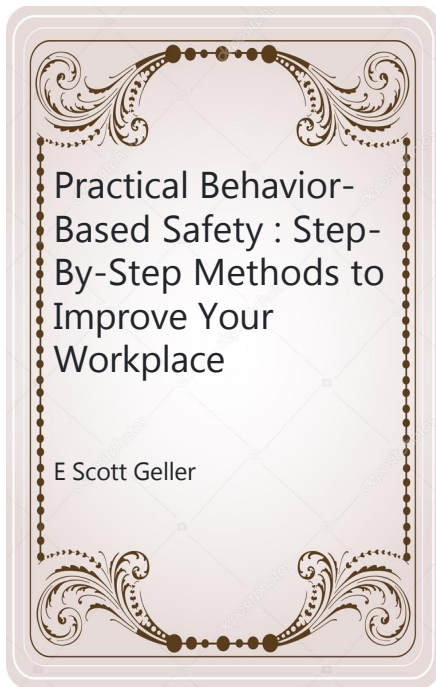 Practical Behavior-
Based Safety : Step-
By-Step Methods to
Improve Your
Workplace
E Scott Geller